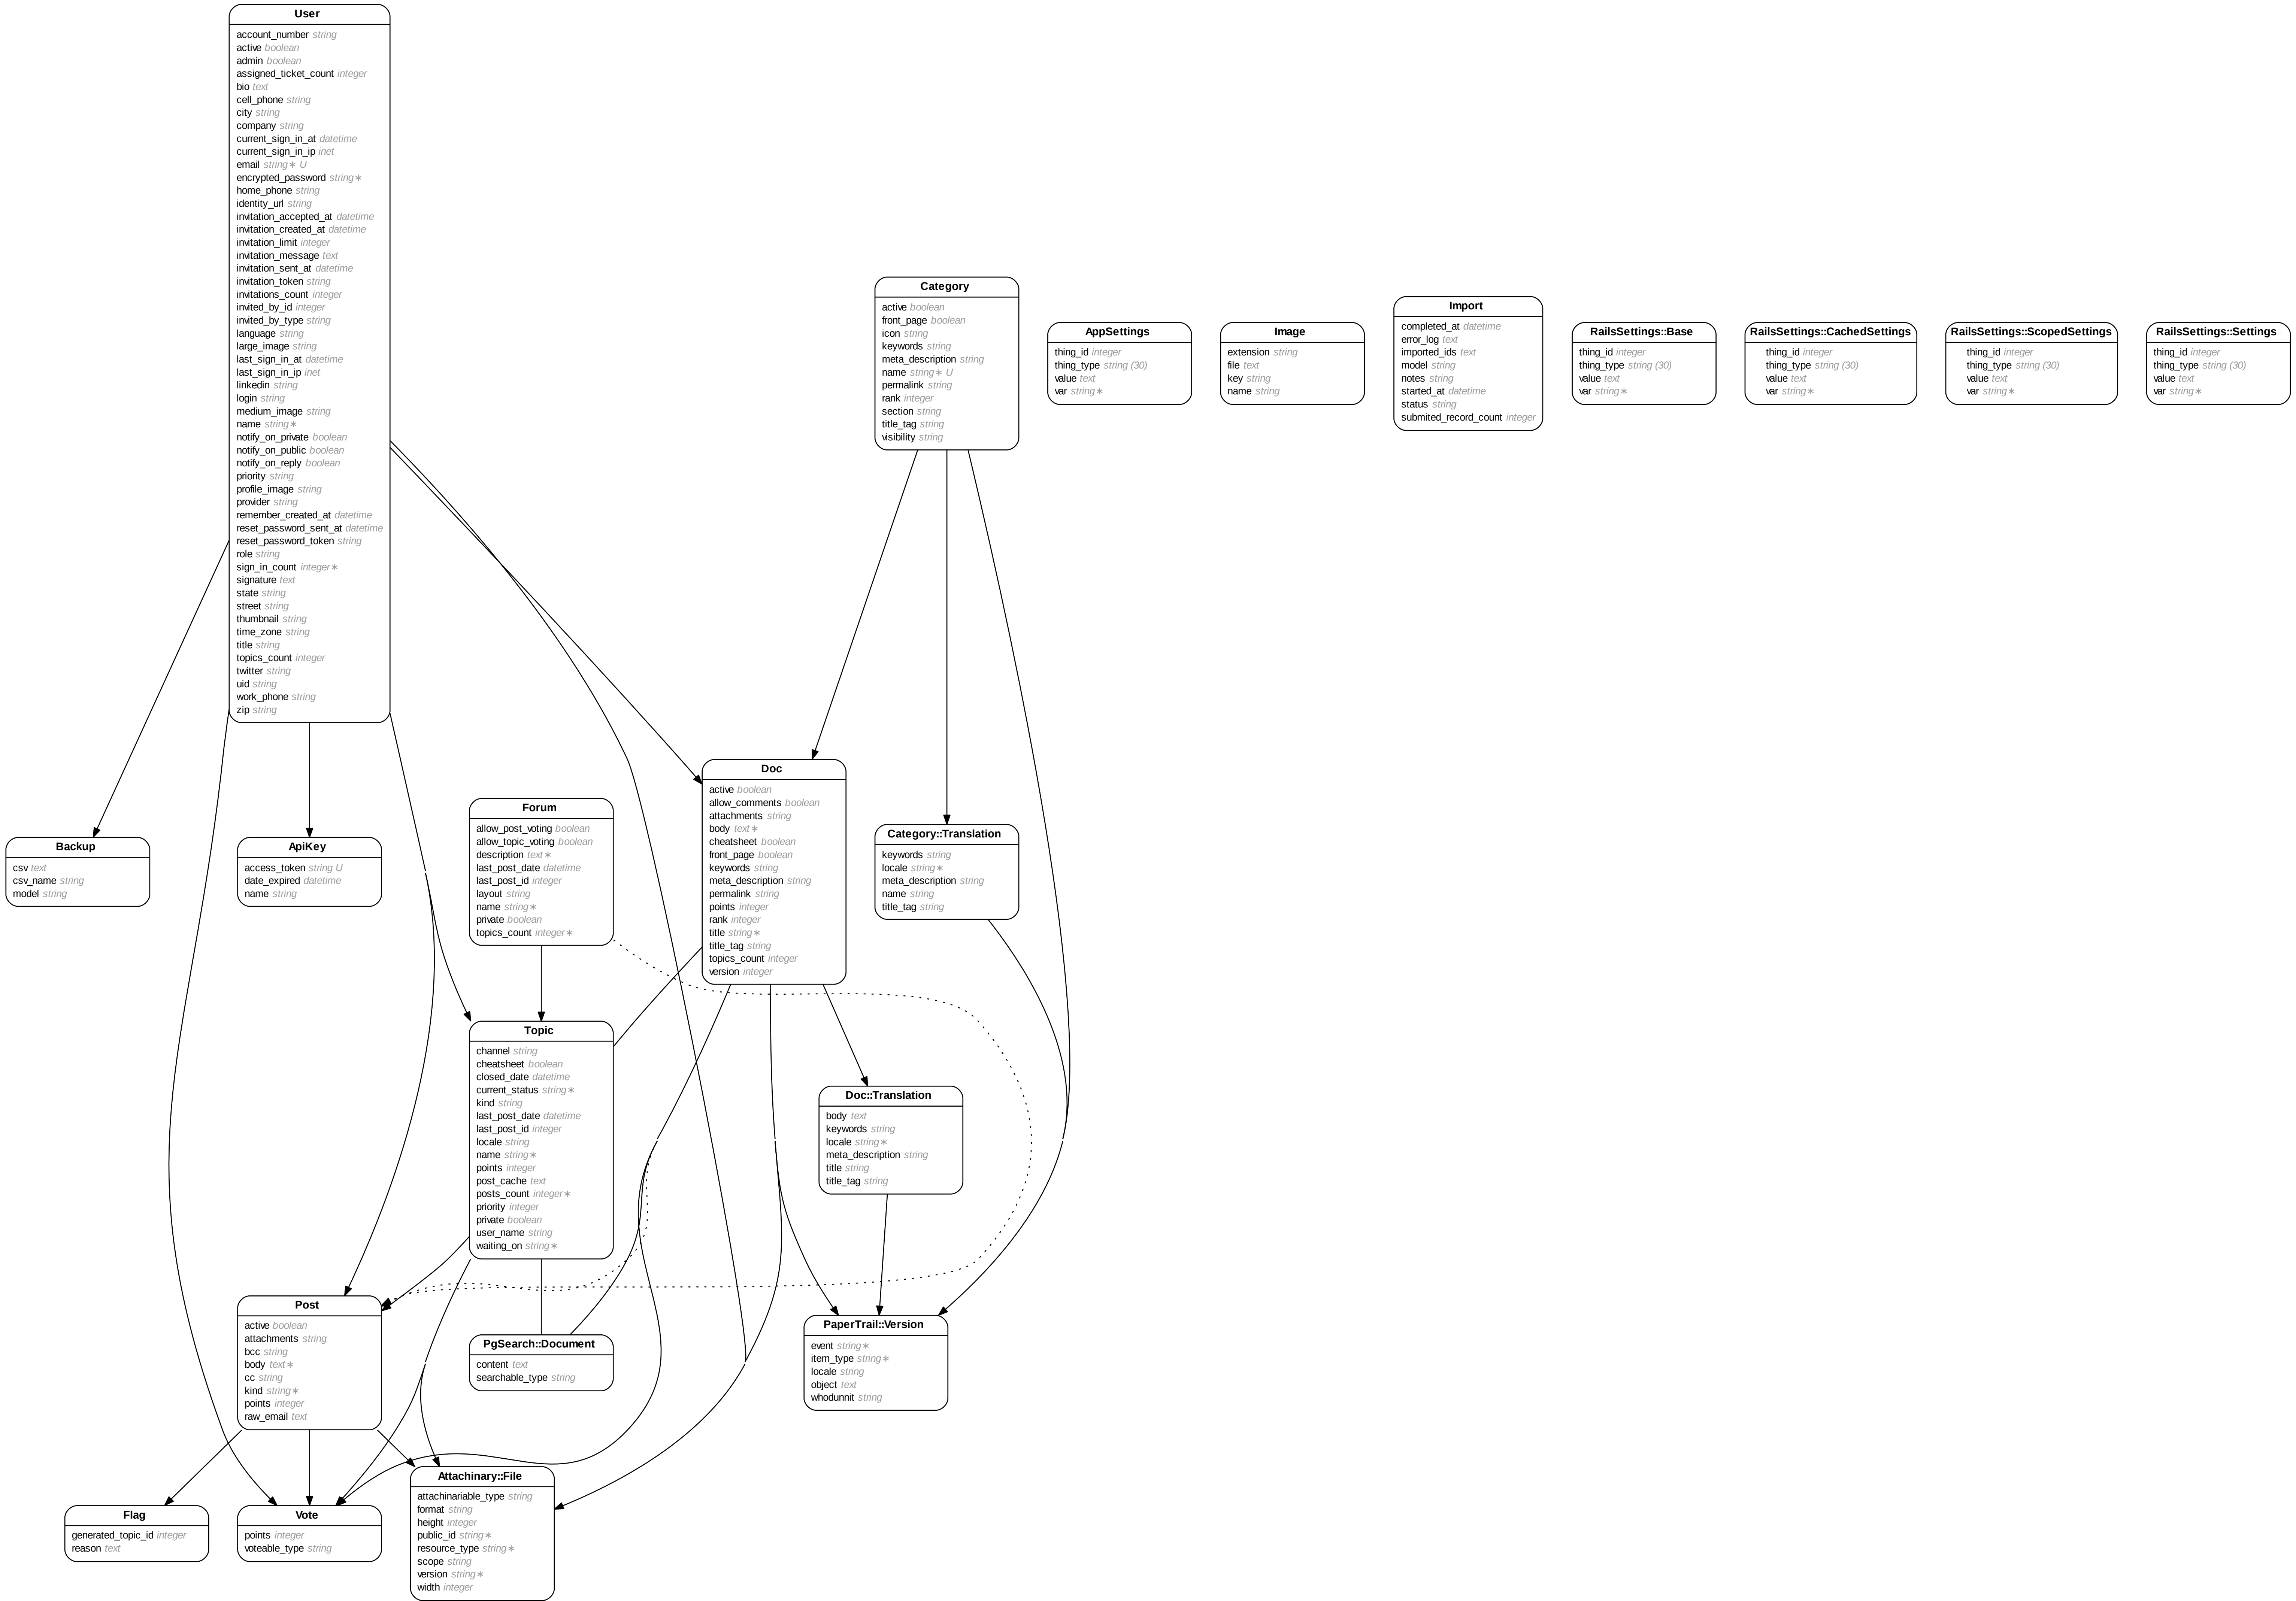 User
account_number string
active boolean
admin boolean
assigned_ticket_count integer
bio text
cell_phone string
city string
company string
current_sign_in_at datetime
current_sign_in_ip inet
email string∗ U
encrypted_password string∗
home_phone string
identity_url string
invitation_accepted_at datetime
invitation_created_at datetime
invitation_limit integer
invitation_message text
invitation_sent_at datetime
invitation_token string
invitations_count integer
invited_by_id integer
invited_by_type string
language string
large_image string
last_sign_in_at datetime
last_sign_in_ip inet
linkedin string
login string
medium_image string
name string∗
notify_on_private boolean
notify_on_public boolean
notify_on_reply boolean
priority string
profile_image string
provider string
remember_created_at datetime
reset_password_sent_at datetime
reset_password_token string
role string
sign_in_count integer∗
signature text
state string
street string
thumbnail string
time_zone string
title string
topics_count integer
twitter string
uid string
work_phone string
zip string
Category
active boolean
front_page boolean
icon string
keywords string
meta_description string
name string∗ U
permalink string
rank integer
section string
title_tag string
visibility string
AppSettings
thing_id integer
thing_type string (30)
value text
var string∗
Image
extension string
file text
key string
name string
Import
completed_at datetime
error_log text
imported_ids text
model string
notes string
started_at datetime
status string
submited_record_count integer
RailsSettings::Base
thing_id integer
thing_type string (30)
value text
var string∗
RailsSettings::CachedSettings
thing_id integer
thing_type string (30)
value text
var string∗
RailsSettings::ScopedSettings
thing_id integer
thing_type string (30)
value text
var string∗
RailsSettings::Settings
thing_id integer
thing_type string (30)
value text
var string∗
Backup
csv text
csv_name string
model string
ApiKey
access_token string U
date_expired datetime
name string
Forum
allow_post_voting boolean
allow_topic_voting boolean
description text∗
last_post_date datetime
last_post_id integer
layout string
name string∗
private boolean
topics_count integer∗
Doc
active boolean
allow_comments boolean
attachments string
body text∗
cheatsheet boolean
front_page boolean
keywords string
meta_description string
permalink string
points integer
rank integer
title string∗
title_tag string
topics_count integer
version integer
Category::Translation
keywords string
locale string∗
meta_description string
name string
title_tag string
Topic
channel string
cheatsheet boolean
closed_date datetime
current_status string∗
kind string
last_post_date datetime
last_post_id integer
locale string
name string∗
points integer
post_cache text
posts_count integer∗
priority integer
private boolean
user_name string
waiting_on string∗
Doc::Translation
body text
keywords string
locale string∗
meta_description string
title string
title_tag string
Post
active boolean
attachments string
bcc string
body text∗
cc string
kind string∗
points integer
raw_email text
PgSearch::Document
content text
searchable_type string
PaperTrail::Version
event string∗
item_type string∗
locale string
object text
whodunnit string
Flag
generated_topic_id integer
reason text
Vote
points integer
voteable_type string
Attachinary::File
attachinariable_type string
format string
height integer
public_id string∗
resource_type string∗
scope string
version string∗
width integer